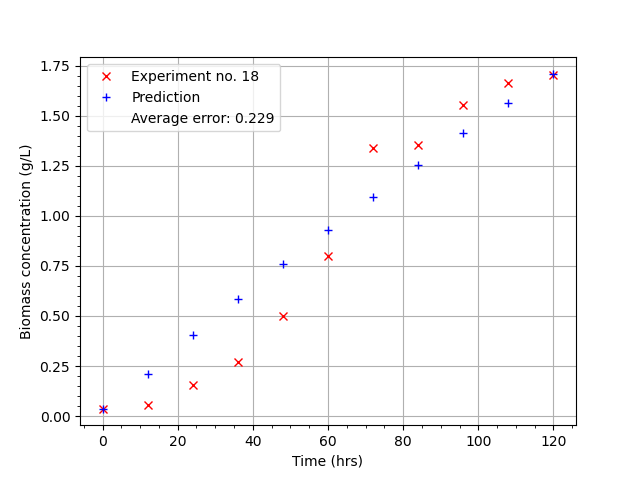 Experiment no. 18
Prediction
Average error: 0.229
1.75
1.50
1.25
1.00
0.75
0.50
0.25
0.00
Biomass concentration (g/L)
0 20 40 60 80 100 120
Time (hrs)